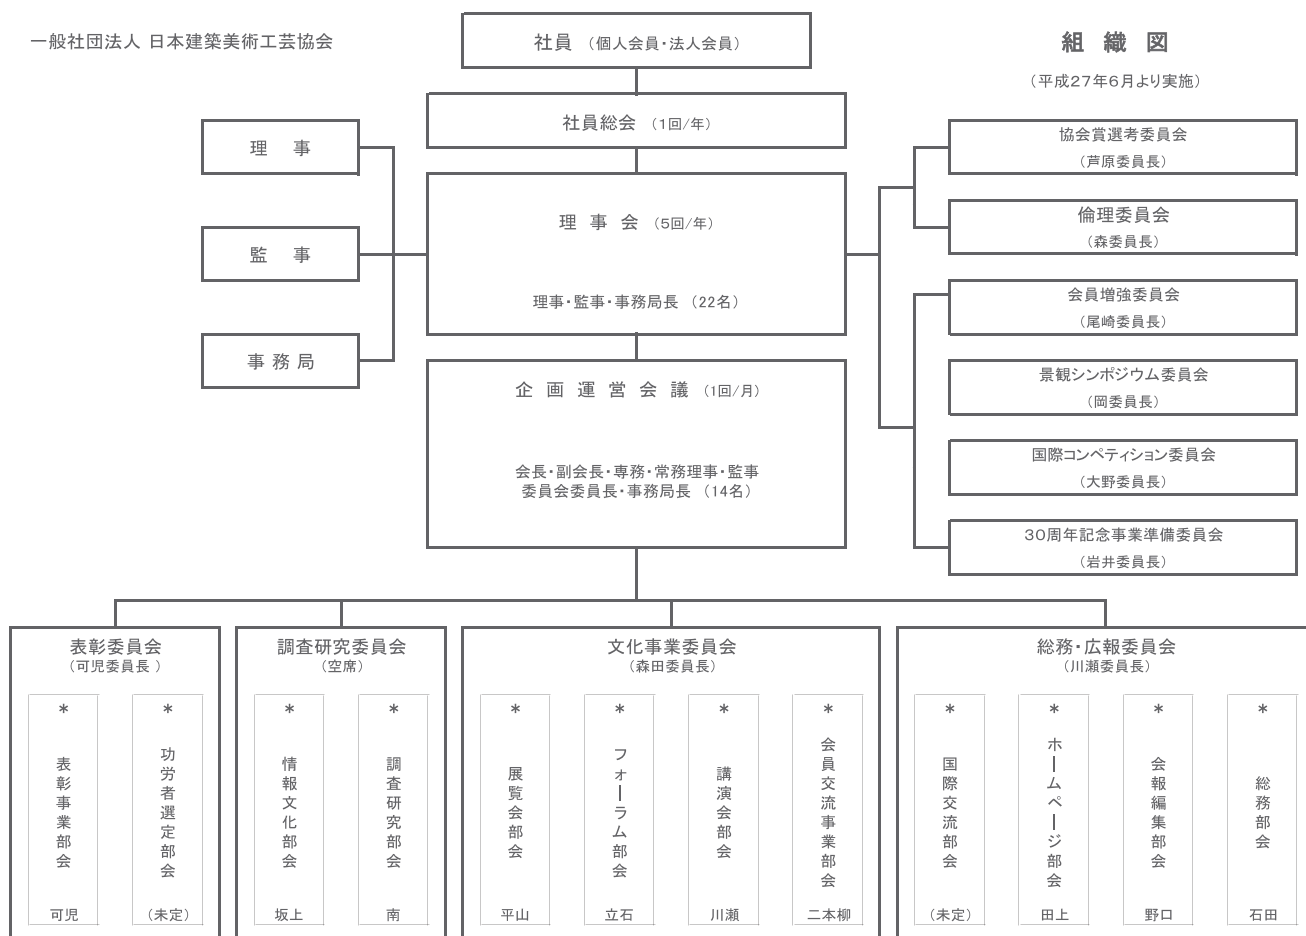 一般社団法人 日本建築美術工芸協会
社員 （個人会員・法人会員）
組 織 図
（平成27年6月より実施）
社員総会 （1回/年）
理 事
監 事
事 務 局
理 事 会 （5回/年）
理事・監事・事務局長 （22名）
企 画 運 営 会 議 （1回/月）
会長・副会長・専務・常務理事・監事
委員会委員長・事務局長 （14名）
協会賞選考委員会
（芦原委員長）
倫理委員会
（森委員長）
会員増強委員会
（尾崎委員長）
景観シンポジウム委員会
（岡委員長）
国際コンペティション委員会
（大野委員長）
30周年記念事業準備委員会
（岩井委員長）
表彰委員会
（可児委員長 ）
*
表彰事業部会
可児
*
功労者選定部会
（未定）
調査研究委員会
（空席）
*
情報文化部会
坂上
*
調査研究部会
南
文化事業委員会
（森田委員長）
*
展覧会部会
平山
*
フォーラム部会
立石
*
講演会部会
川瀬
*
会員交流事業部会
二本柳
総務・広報委員会
（川瀬委員長）
*
国際交流部会
（未定）
*
ホームページ部会
田上
*
会報編集部会
野口
*
総務部会
石田